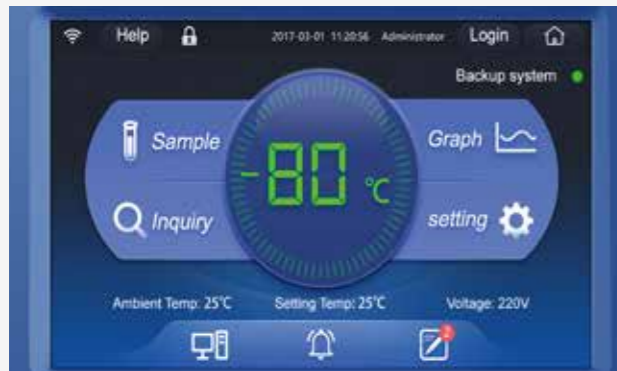 Help 2017-03-01 11:20:56 Administrator Login
Backup system
Sample
Graph
-80 °C
Inquiry
setting
Ambient Temp: 25°C Setting Temp: 25°C Voltage: 220V